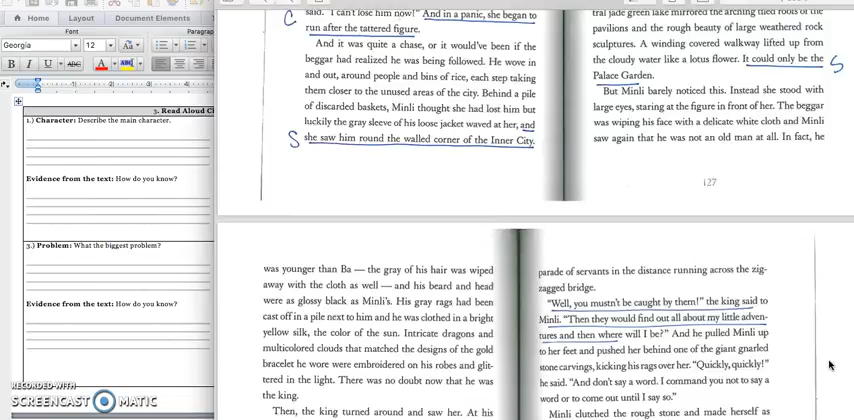 Home
Layout
Document Elements
Font
Paragraph
Georgia
12
B I U ABC
3. Read Aloud
1.) Character: Describe the main character.
Evidence from the text: How do you know?
3.) Problem: What the biggest problem?
Evidence from the text: How do you know?
RECORDED WITH
SCREENCAST MATIC
C
said. "I can't lose him now!" And in a panic, she began to
run after the tattered figure.
And it was quite a chase, or it would've been if the
beggar had realized he was being followed. He wove in
and out, around people and bins of rice, each step taking
them closer to the unused areas of the city. Behind a pile
of discarded baskets, Minli thought she had lost him but
luckily the gray sleeve of his loose jacket waved at her, and
S she saw him round the walled corner of the Inner City.
tral jade green lake mirrored the arching tiled roofs of the
pavilions and the rough beauty of large weathered rock
sculptures. A winding covered walkway lifted up from
the cloudy water like a lotus flower. It could only be the S
Palace Garden.
But Minli barely noticed this. Instead she stood with
large eyes, staring at the figure in front of her. The beggar
was wiping his face with a delicate white cloth and Minli
saw again that he was not an old man at all. In fact, he
127
was younger than Ba — the gray of his hair was wiped
away with the cloth as well — and his beard and head
were as glossy black as Minli's. His gray rags had been
cast off in a pile next to him and he was clothed in a bright
yellow silk, the color of the sun. Intricate dragons and
multicolored clouds that matched the designs of the gold
bracelet he wore were embroidered on his robes and glit-
tered in the light. There was no doubt now that he was
the king.
Then, the king turned around and saw her. At his
parade of servants in the distance running across the zig-
zagged bridge.
"Well, you mustn't be caught by them!" the king said to
Minli. "Then they would find out all about my little adven-
tures and then where will I be?" And he pulled Minli up
to her feet and pushed her behind one of the giant gnarled
stone carvings, kicking his rags over her. "Quickly, quickly!"
he said. "And don't say a word. I command you not to say a
word or to come out until I say so."
Minli clutched the rough stone and made herself as